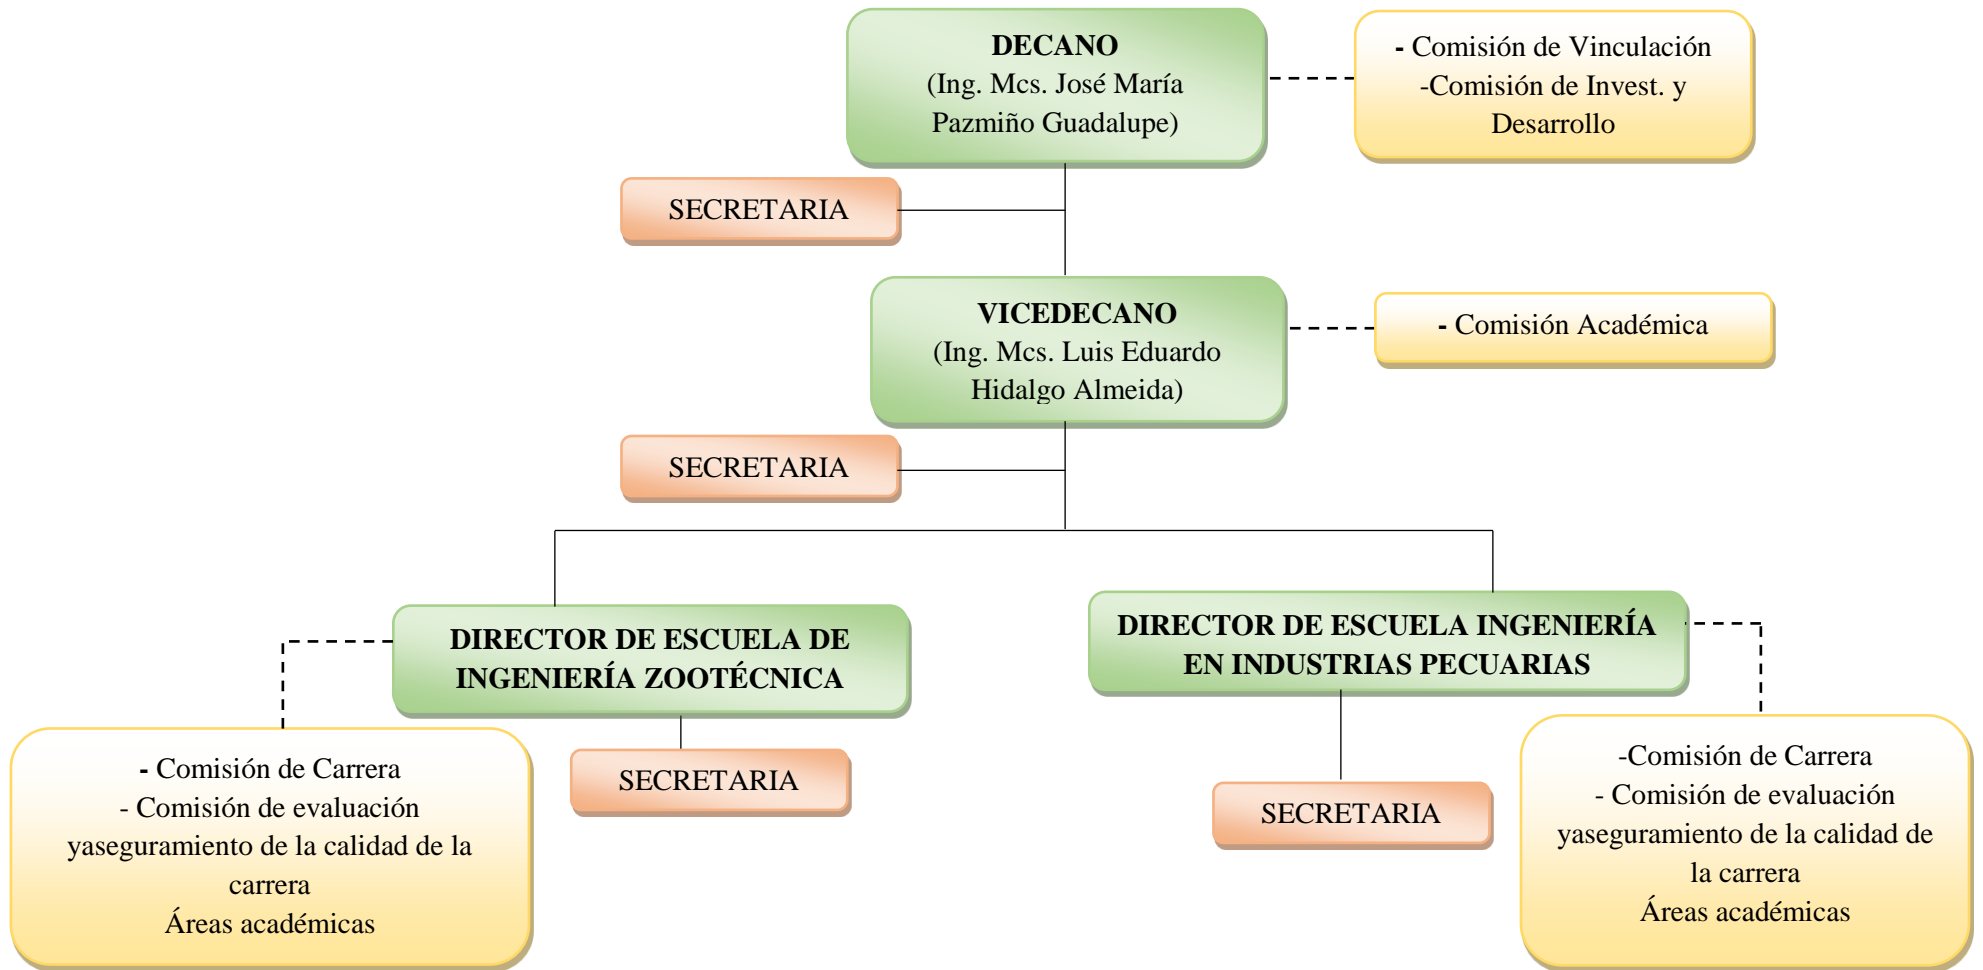 DECANO
(Ing. Mcs. José María
Pazmiño Guadalupe)
- Comisión de Vinculación
-Comisión de Invest. y
Desarrollo
SECRETARIA
VICEDECANO
(Ing. Mcs. Luis Eduardo
Hidalgo Almeida)
- Comisión Académica
SECRETARIA
DIRECTOR DE ESCUELA DE
INGENIERÍA ZOOTÉCNICA
DIRECTOR DE ESCUELA INGENIERÍA
EN INDUSTRIAS PECUARIAS
- Comisión de Carrera
- Comisión de evaluación
yaseguramiento de la calidad de la
carrera
Áreas académicas
SECRETARIA
SECRETARIA
-Comisión de Carrera
- Comisión de evaluación
yaseguramiento de la calidad de
la carrera
Áreas académicas